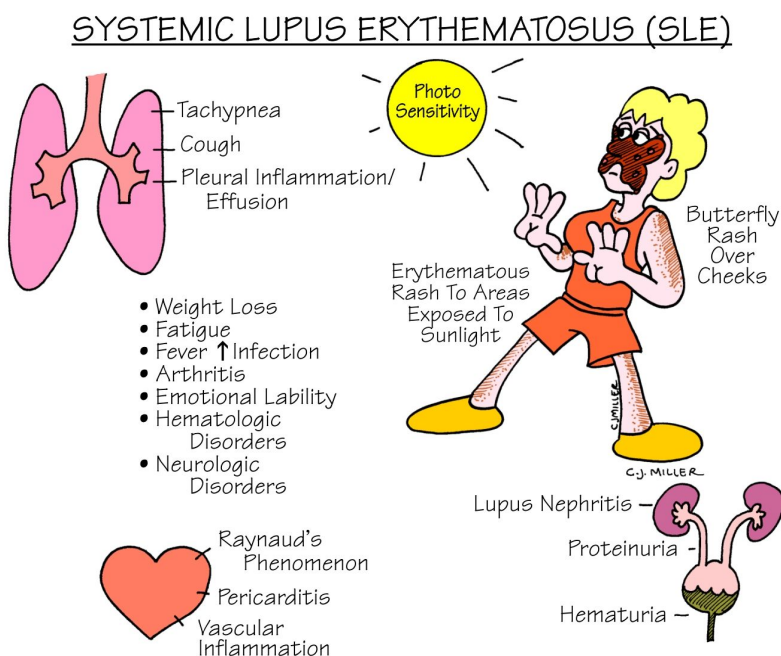 SYSTEMIC LUPUS ERYTHEMATOSUS (SLE)
Tachypnea
Cough
Pleural Inflammation/
Effusion
Photo
Sensitivity
Butterfly
Rash
Over
Cheeks
Erythematous
Rash To Areas
Exposed To
Sunlight
• Weight Loss
• Fatigue
• Fever ↑ Infection
• Arthritis
• Emotional Lability
• Hematologic
Disorders
• Neurologic
Disorders
CJMILLER
C.J. MILLER
Raynaud's
Phenomenon
Pericarditis
Vascular
Inflammation
Lupus Nephritis
Proteinuria
Hematuria